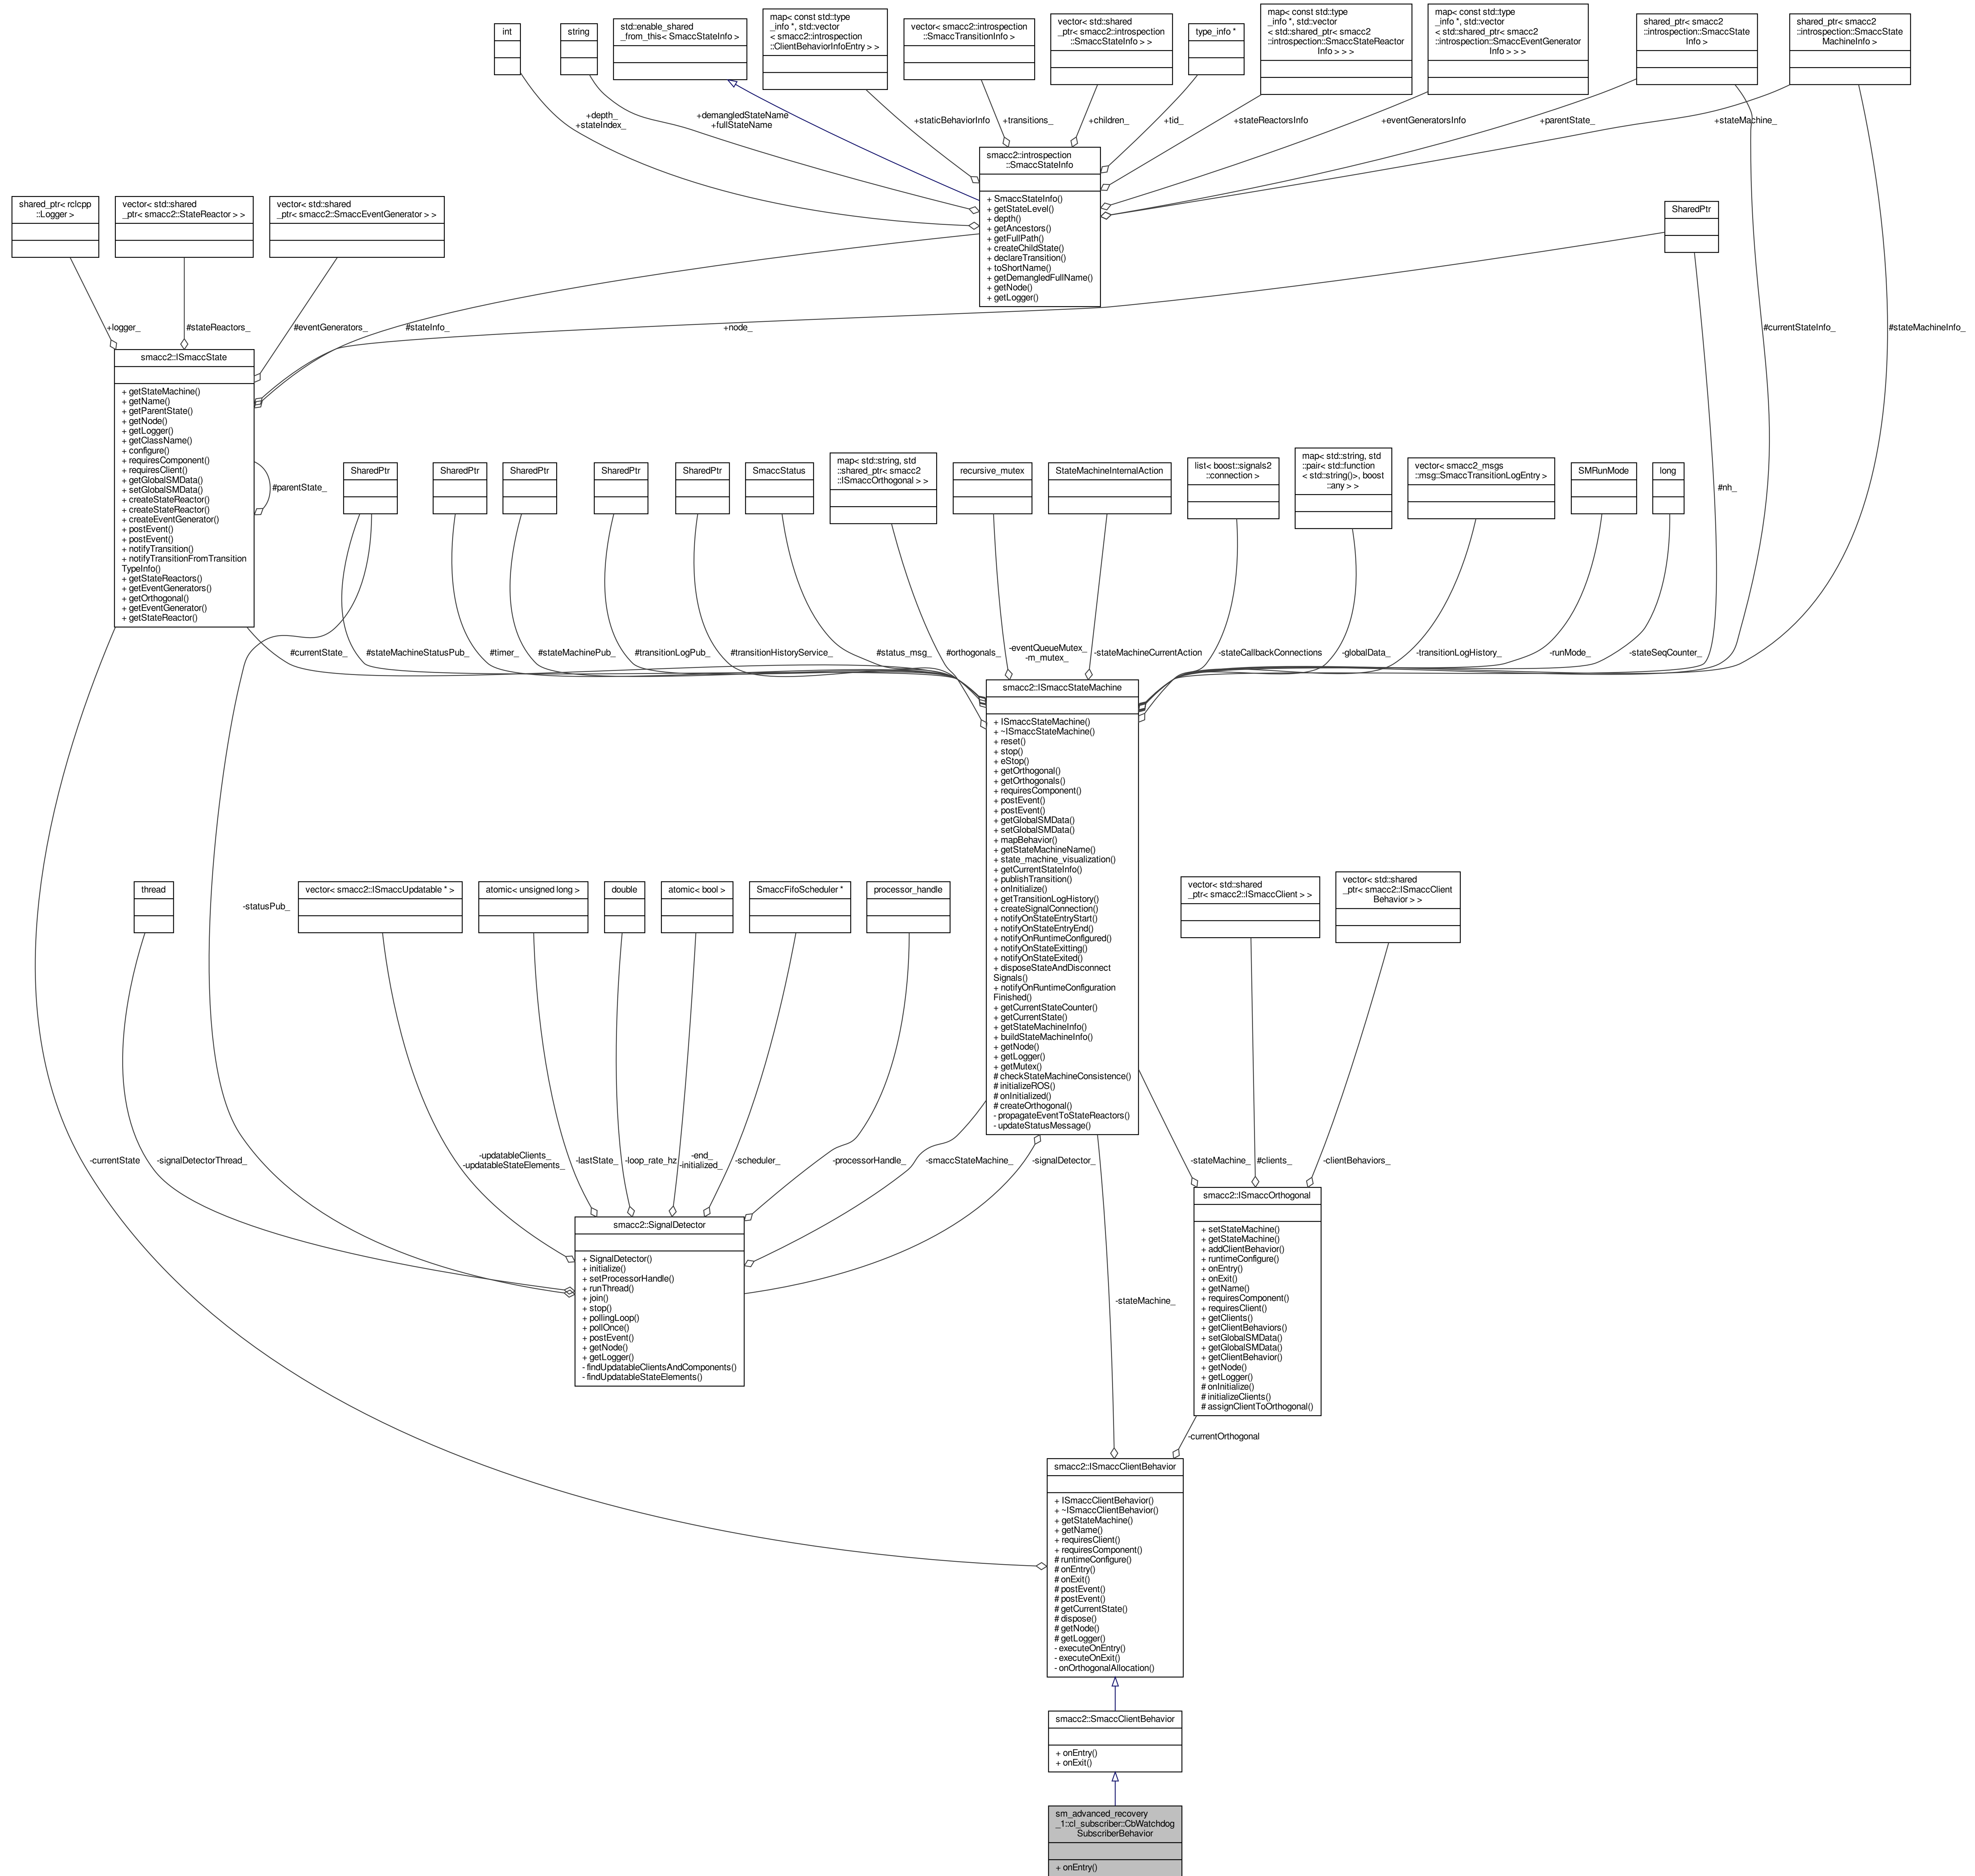 int
string
std::enable_shared
_from_this< SmaccStateInfo >
map< const std::type
_info *, std::vector
< smacc2::introspection
::ClientBehaviorInfoEntry > >
vector< smacc2::introspection
::SmaccTransitionInfo >
vector< std::shared
_ptr< smacc2::introspection
::SmaccStateInfo > >
type_info *
map< const std::type
_info *, std::vector
< std::shared_ptr< smacc2
::introspection::SmaccStateReactor
Info > > >
map< const std::type
_info *, std::vector
< std::shared_ptr< smacc2
::introspection::SmaccEventGenerator
Info > > >
shared_ptr< smacc2
::introspection::SmaccState
Info >
shared_ptr< smacc2
::introspection::SmaccState
MachineInfo >
+depth_
+stateIndex_
+demangledStateName
+fullStateName
+staticBehaviorInfo
+transitions_
+children_
+tid_
+stateReactorsInfo
+eventGeneratorsInfo
+parentState_
+stateMachine_
smacc2::introspection
::SmaccStateInfo
+ SmaccStateInfo()
+ getStateLevel()
+ depth()
+ getAncestors()
+ getFullPath()
+ createChildState()
+ declareTransition()
+ toShortName()
+ getDemangledFullName()
+ getNode()
+ getLogger()
shared_ptr< rclcpp
::Logger >
vector< std::shared
_ptr< smacc2::StateReactor > >
vector< std::shared
_ptr< smacc2::SmaccEventGenerator > >
SharedPtr
+logger_
#stateReactors_
#eventGenerators_
#stateInfo_
+node_
#currentStateInfo_
#stateMachineInfo_
smacc2::ISmaccState
+ getStateMachine()
+ getName()
+ getParentState()
+ getNode()
+ getLogger()
+ getClassName()
+ configure()
+ requiresComponent()
+ requiresClient()
+ getGlobalSMData()
+ setGlobalSMData()
+ createStateReactor()
+ createStateReactor()
+ createEventGenerator()
+ postEvent()
+ postEvent()
+ notifyTransition()
+ notifyTransitionFromTransition
TypeInfo()
+ getStateReactors()
+ getEventGenerators()
+ getOrthogonal()
+ getEventGenerator()
+ getStateReactor()
#parentState_
SharedPtr
SharedPtr
SharedPtr
SharedPtr
SharedPtr
SmaccStatus
map< std::string, std
::shared_ptr< smacc2
::ISmaccOrthogonal > >
recursive_mutex
StateMachineInternalAction
list< boost::signals2
::connection >
map< std::string, std
::pair< std::function
< std::string()>, boost
::any > >
vector< smacc2_msgs
::msg::SmaccTransitionLogEntry >
SMRunMode
long
#nh_
#currentState_
#stateMachineStatusPub_
#timer_
#stateMachinePub_
#transitionLogPub_
#transitionHistoryService_
#status_msg_
#orthogonals_
-eventQueueMutex_
-m_mutex_
-stateMachineCurrentAction
-stateCallbackConnections
-globalData_
-transitionLogHistory_
-runMode_
-stateSeqCounter_
smacc2::ISmaccStateMachine
+ ISmaccStateMachine()
+ ~ISmaccStateMachine()
+ reset()
+ stop()
+ eStop()
+ getOrthogonal()
+ getOrthogonals()
+ requiresComponent()
+ postEvent()
+ postEvent()
+ getGlobalSMData()
+ setGlobalSMData()
+ mapBehavior()
+ getStateMachineName()
+ state_machine_visualization()
+ getCurrentStateInfo()
+ publishTransition()
+ onInitialize()
+ getTransitionLogHistory()
+ createSignalConnection()
+ notifyOnStateEntryStart()
+ notifyOnStateEntryEnd()
+ notifyOnRuntimeConfigured()
+ notifyOnStateExitting()
+ notifyOnStateExited()
+ disposeStateAndDisconnect
Signals()
+ notifyOnRuntimeConfiguration
Finished()
+ getCurrentStateCounter()
+ getCurrentState()
+ getStateMachineInfo()
+ buildStateMachineInfo()
+ getNode()
+ getLogger()
+ getMutex()
# checkStateMachineConsistence()
# initializeROS()
# onInitialized()
# createOrthogonal()
- propagateEventToStateReactors()
- updateStatusMessage()
thread
-statusPub_
vector< smacc2::ISmaccUpdatable * >
atomic< unsigned long >
double
atomic< bool >
SmaccFifoScheduler *
processor_handle
vector< std::shared
_ptr< smacc2::ISmaccClient > >
vector< std::shared
_ptr< smacc2::ISmaccClient
Behavior > >
-currentState
-signalDetectorThread_
-updatableClients_
-updatableStateElements_
-lastState_
-loop_rate_hz
-end_
-initialized_
-scheduler_
-processorHandle_
-smaccStateMachine_
-signalDetector_
-stateMachine_
#clients_
-clientBehaviors_
smacc2::SignalDetector
+ SignalDetector()
+ initialize()
+ setProcessorHandle()
+ runThread()
+ join()
+ stop()
+ pollingLoop()
+ pollOnce()
+ postEvent()
+ getNode()
+ getLogger()
- findUpdatableClientsAndComponents()
- findUpdatableStateElements()
-stateMachine_
smacc2::ISmaccOrthogonal
+ setStateMachine()
+ getStateMachine()
+ addClientBehavior()
+ runtimeConfigure()
+ onEntry()
+ onExit()
+ getName()
+ requiresComponent()
+ requiresClient()
+ getClients()
+ getClientBehaviors()
+ setGlobalSMData()
+ getGlobalSMData()
+ getClientBehavior()
+ getNode()
+ getLogger()
# onInitialize()
# initializeClients()
# assignClientToOrthogonal()
-currentOrthogonal
smacc2::ISmaccClientBehavior
+ ISmaccClientBehavior()
+ ~ISmaccClientBehavior()
+ getStateMachine()
+ getName()
+ requiresClient()
+ requiresComponent()
# runtimeConfigure()
# onEntry()
# onExit()
# postEvent()
# postEvent()
# getCurrentState()
# dispose()
# getNode()
# getLogger()
- executeOnEntry()
- executeOnExit()
- onOrthogonalAllocation()
smacc2::SmaccClientBehavior
+ onEntry()
+ onExit()
sm_advanced_recovery
_1::cl_subscriber::CbWatchdog
SubscriberBehavior
+ onEntry()